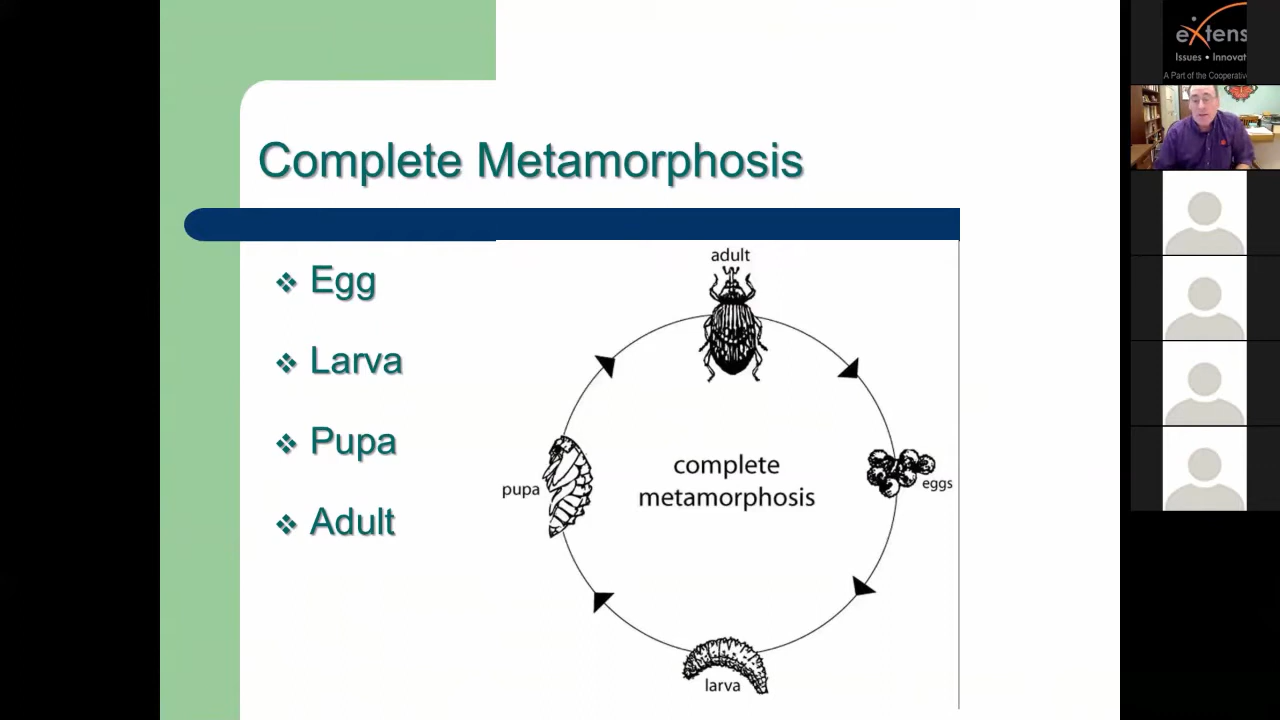 Complete Metamorphosis
Egg
Larva
Pupa
Adult
adult
eggs
larva
pupa
complete
metamorphosis
eXtens
Issues • Innovat
A Part of the Cooperativ